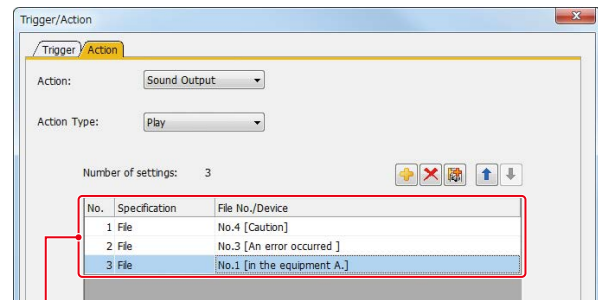 Trigger/Action
Trigger Action
Action: Sound Output
Action Type: Play
Number of settings: 3
No. Specification File No./Device
1 File No.4 [Caution]
2 File No.3 [An error occurred ]
3 File No.1 [in the equipment A.]